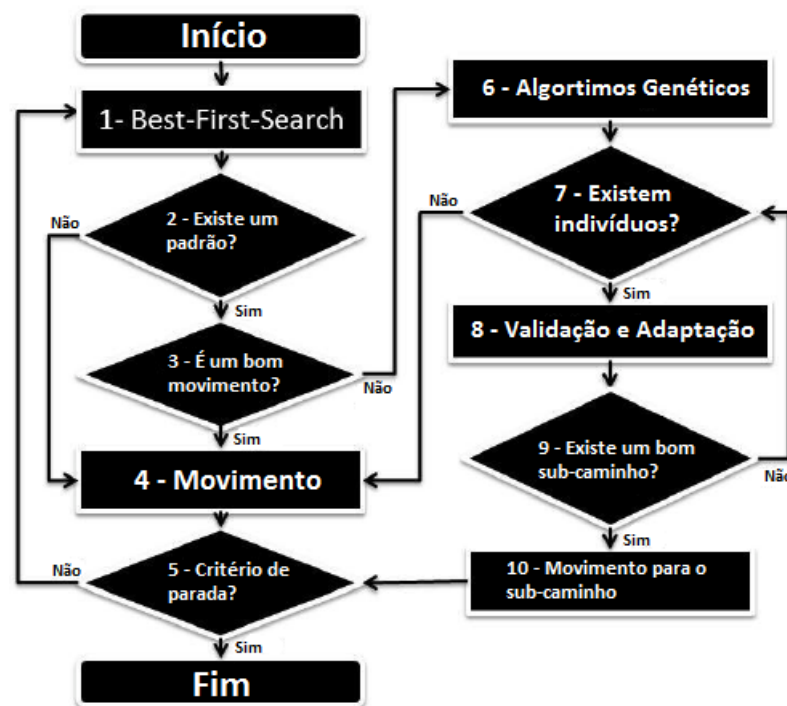 Início
1- Best-First-Search
Não
2 - Existe um
padrão?
Sim
3 - É um bom
movimento?
Não
Sim
4 - Movimento
5 - Critério de
parada?
Não
Sim
Fim
6 - Algortimos Genéticos
Não
7 - Existem
indivíduos?
Sim
8 - Validação e Adaptação
9 - Existe um bom
sub-caminho?
Não
Sim
10 - Movimento para o
sub-caminho